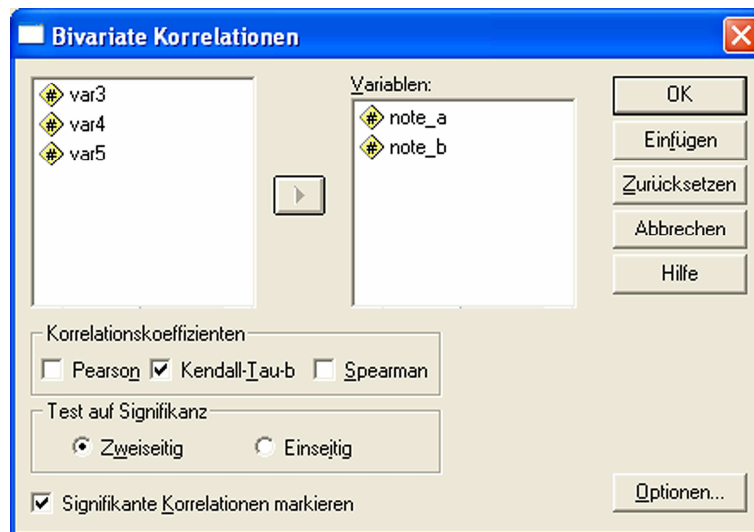 Bivariate Korrelationen
var3
var4
var5
Variablen:
note_a
note_b
OK
Einfügen
Zurücksetzen
Abbrechen
Hilfe
Korrelationskoeffizienten
Pearson Kendall-Tau-b Spearman
Test auf Signifikanz
Zweiseitig Einseitig
Signifikante Korrelationen markieren
Optionen...